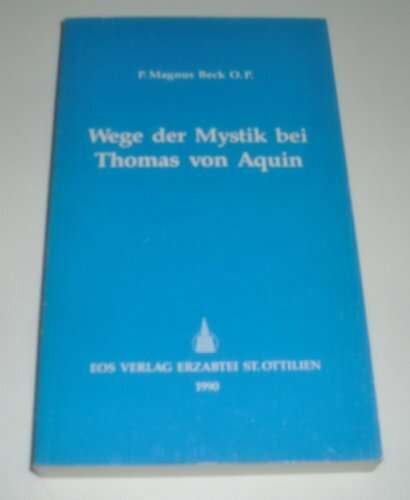 P. Magnus Beck O. P.
Wege der Mystik bei
Thomas von Aquin
EOS VERLAG ERZABTEI ST. OTTILIEN
1990